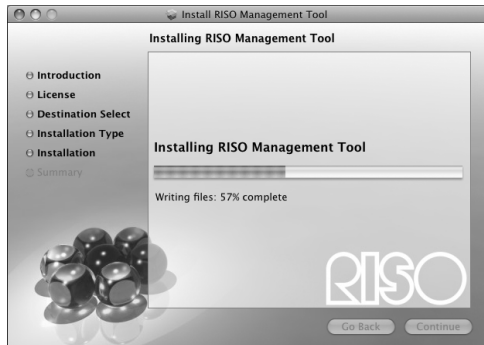 Install RISO Management Tool
Installing RISO Management Tool
Introduction
License
Destination Select
Installation Type
Installation
Summary
Installing RISO Management Tool
Writing files: 57% complete
RISO
Go Back
Continue